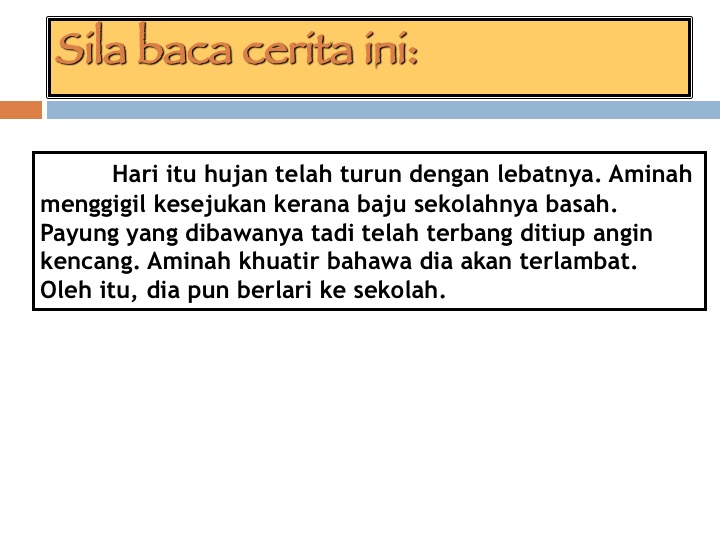 Sila baca cerita ini:
Hari itu hujan telah turun dengan lebatnya. Aminah
menggigil kesejukan kerana baju sekolahnya basah.
Payung yang dibawanya tadi telah terbang ditiup angin
kencang. Aminah khuatir bahawa dia akan terlambat.
Oleh itu, dia pun berlari ke sekolah.